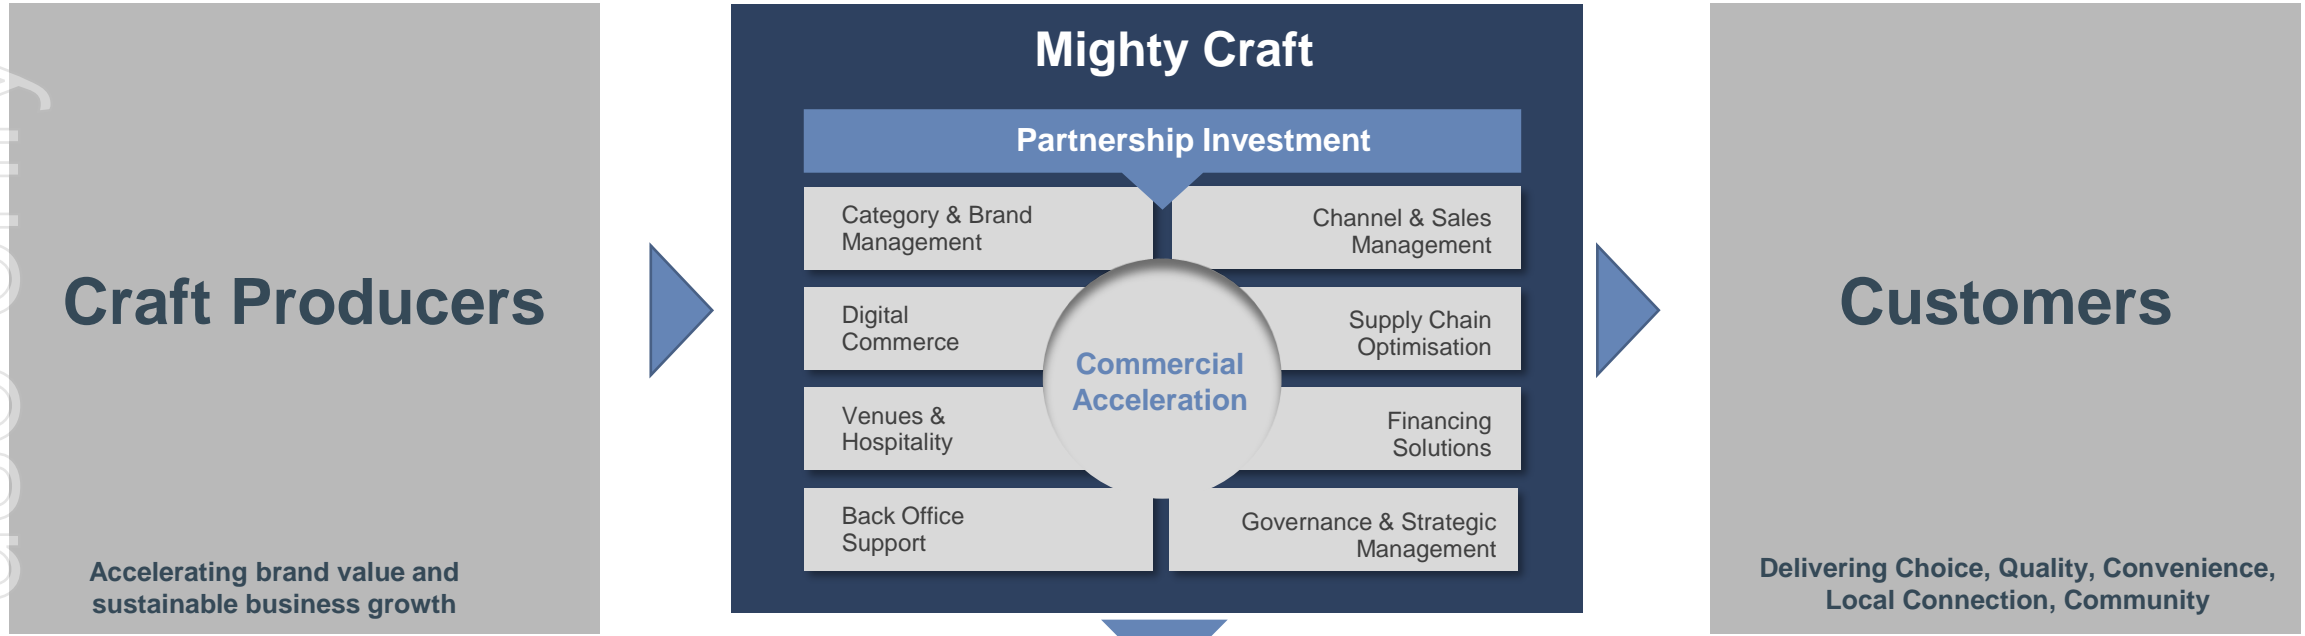 Craft Producers
Accelerating brand value and
sustainable business growth
Mighty Craft
Partnership Investment
Category & Brand
Management
Channel & Sales
Management
Digital
Commerce
Supply Chain
Optimisation
Commercial
Acceleration
Venues &
Hospitality
Financing
Solutions
Back Office
Support
Governance & Strategic
Management
Customers
Delivering Choice, Quality, Convenience,
Local Connection, Community